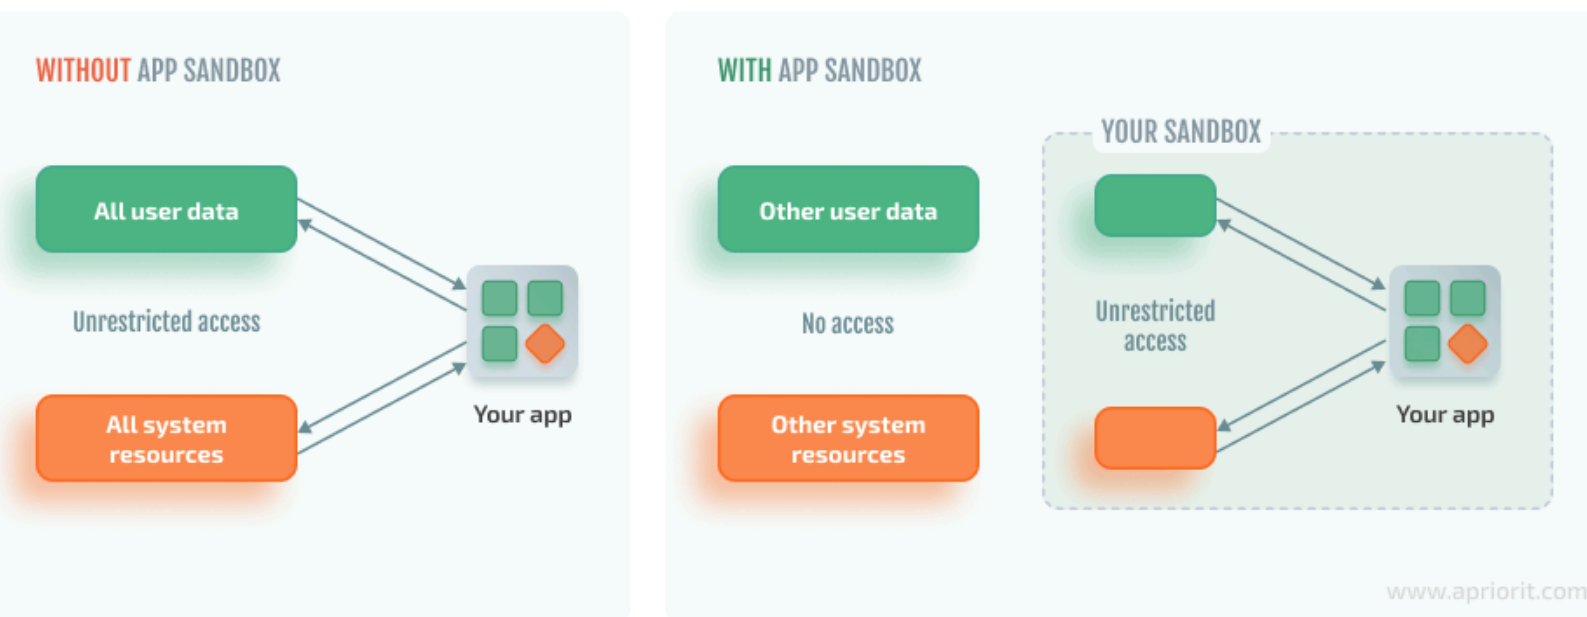 WITHOUT APP SANDBOX
All user data
Unrestricted access
All system
resources
Your app
WITH APP SANDBOX
Other user data
No access
Other system
resources
YOUR SANDBOX
Unrestricted
access
Your app
www.apriorit.com